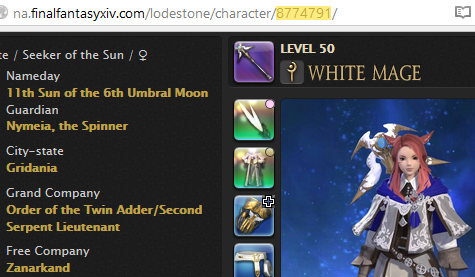 na.finalfantasyxiv.com/lodestone/character/8774791/
te / Seeker of the Sun / ♀
Nameday
11th Sun of the 6th Umbral Moon
Guardian
Nymeia, the Spinner
City-state
Gridania
Grand Company
Order of the Twin Adder/Second
Serpent Lieutenant
Free Company
Zanarkand
LEVEL 50
WHITE MAGE